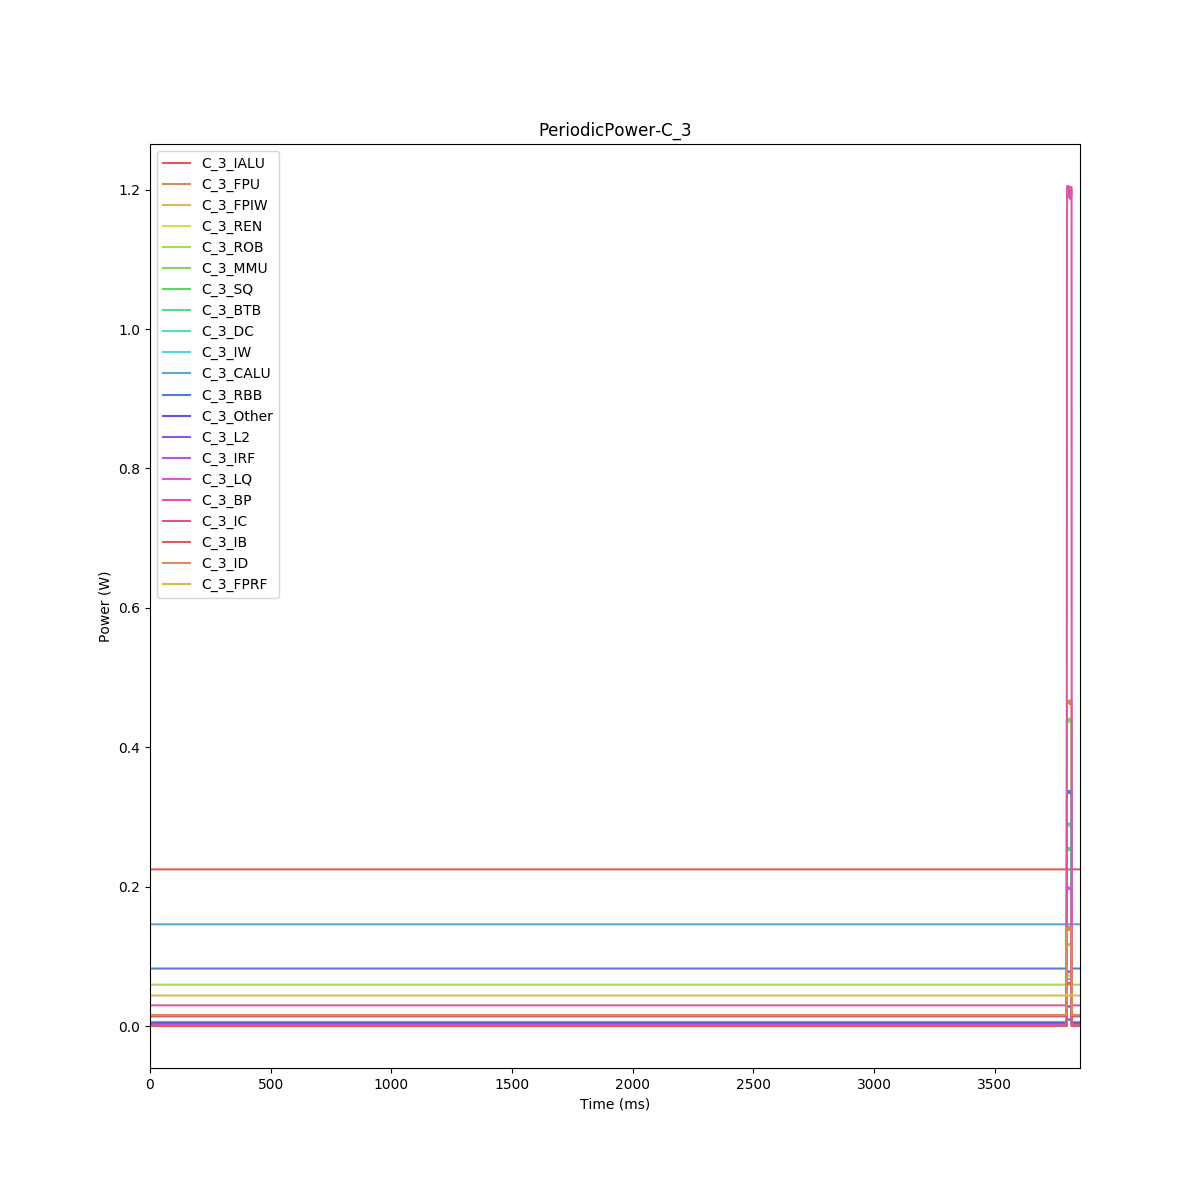 PeriodicPower-C_3
C_3_IALU
C_3_FPU
C_3_FPIW
C_3_REN
C_3_ROB
C_3_MMU
C_3_SQ
C_3_BTB
C_3_DC
C_3_IW
C_3_CALU
C_3_RBB
C_3_Other
C_3_L2
C_3_IRF
C_3_LQ
C_3_BP
C_3_IC
C_3_IB
C_3_ID
C_3_FPRF
1.2
1.0
0.8
0.6
0.4
0.2
0.0
Power (W)
0 500 1000 1500 2000 2500 3000 3500
Time (ms)